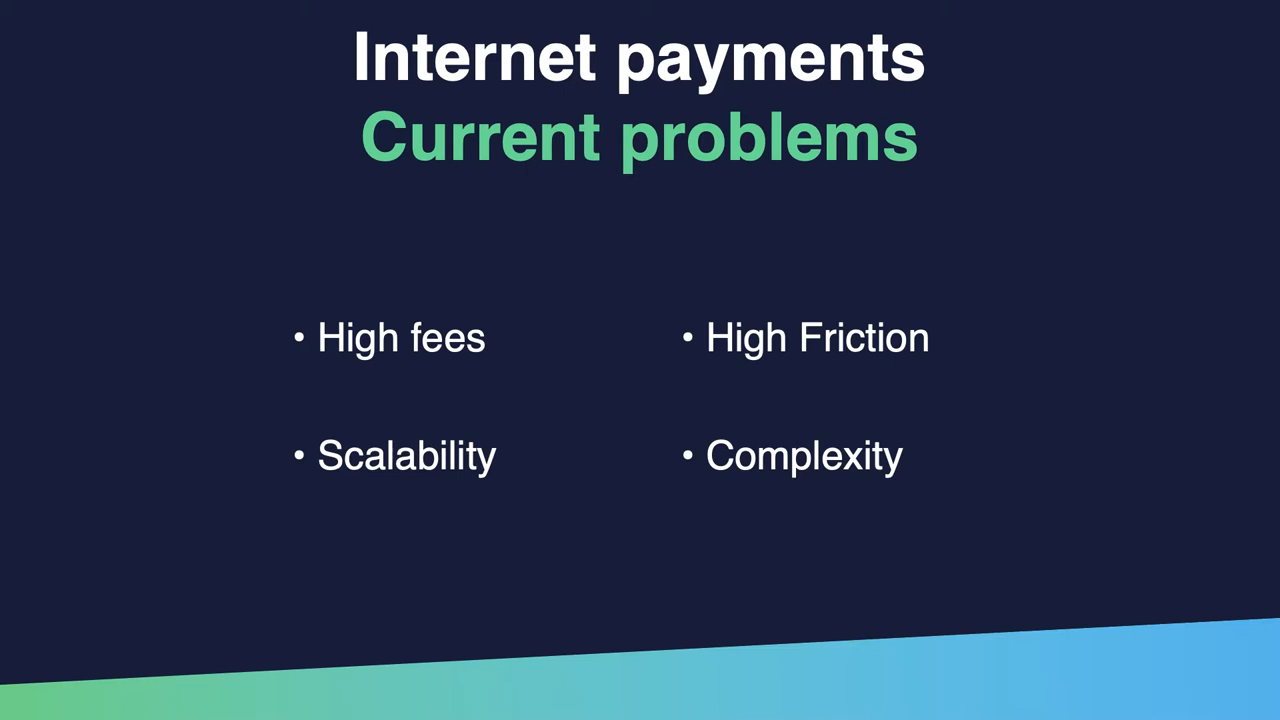 Internet payments
Current problems
• High fees
• High Friction
• Scalability
• Complexity